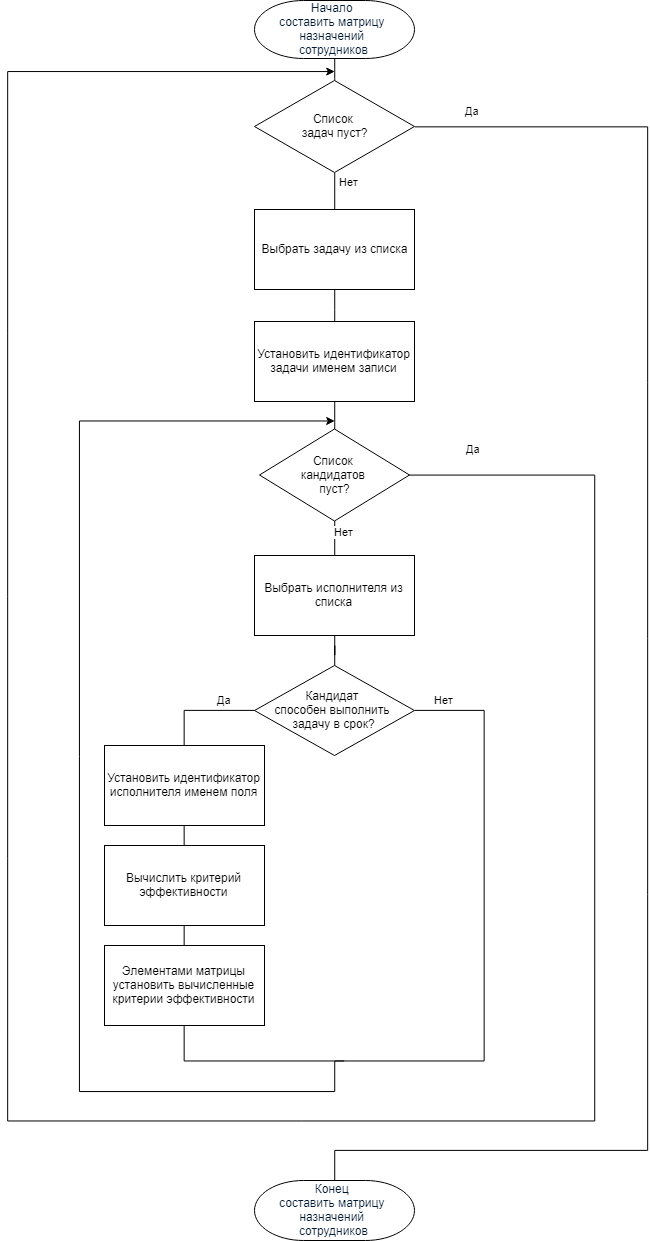 Начало
составить матрицу
назначений
сотрудников
Список
задач пуст?
Да
Нет
Выбрать задачу из списка
Установить идентификатор
задачи именем записи
Список
кандидатов
пуст?
Да
Нет
Выбрать исполнителя из
списка
Кандидат
способен выполнить
задачу в срок?
Да
Нет
Установить идентификатор
исполнителя именем поля
Вычислить критерий
эффективности
Элементами матрицы
установить вычисленные
критерии эффективности
Конец
составить матрицу
назначений
сотрудников